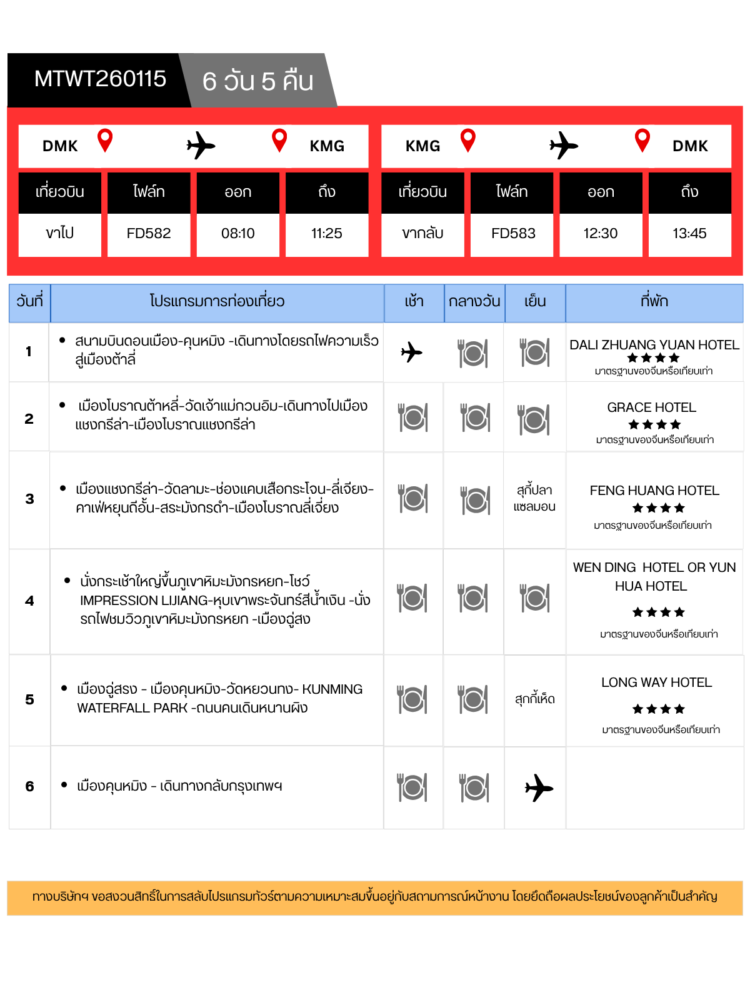 MTWT260115
6 วัน 5 คืน
DMK
KMG
KMG
DMK
เที่ยวบิน
ไฟล์ท
ออก
ถึง
เที่ยวบิน
ไฟล์ท
ออก
ถึง
ขาไป
FD582
08:10
11:25
ขากลับ
FD583
12:30
13:45
วันที่
โปรแกรมการท่องเที่ยว
เช้า
กลางวัน
เย็น
ที่พัก
1
• สนามบินดอนเมือง-คุนหมิง -เดินทางโดยรถไฟความเร็ว
สู่เมืองต้าลี่
DALI ZHUANG YUAN HOTEL
★★★★
มาตรฐานของจีนหรือเทียบเท่า
2
• เมืองโบราณต้าหลี่-วัดเจ้าแม่กวนอิม-เดินทางไปเมือง
แชงกรีล่า-เมืองโบราณแชงกรีล่า
GRACE HOTEL
★★★★
มาตรฐานของจีนหรือเทียบเท่า
3
• เมืองแชงกรีล่า-วัดลามะ-ช่องแคบเสือกระโจน-ลี่เจียง-
คาเฟ่หยุนถีอั้น-สระมังกรดำ-เมืองโบราณลี่เจี่ยง
สุกี้ปลา
แซลมอน
FENG HUANG HOTEL
★★★★
มาตรฐานของจีนหรือเทียบเท่า
4
• นั่งกระเช้าใหญ่ขึ้นภูเขาหิมะมังกรหยก-โชว์
IMPRESSION LIJIANG-หุบเขาพระจันทร์สีน้ำเงิน -นั่ง
รถไฟชมวิวภูเขาหิมะมังกรหยก -เมืองฉู่สง
WEN DING HOTEL OR YUN
HUA HOTEL
★★★★
มาตรฐานของจีนหรือเทียบเท่า
5
• เมืองฉู่สรง - เมืองคุนหมิง-วัดหยวนทง- KUNMING
WATERFALL PARK -ถนนคนเดินหนานผิง
สุกกี้เห็ด
LONG WAY HOTEL
★★★★
มาตรฐานของจีนหรือเทียบเท่า
6
• เมืองคุนหมิง - เดินทางกลับกรุงเทพฯ
ทางบริษัทฯ ขอสงวนสิทธิ์ในการสลับโปรแกรมทัวร์ตามความเหมาะสมขึ้นอยู่กับสถามการณ์หน้างาน โดยยึดถือผลประโยชน์ของลูกค้าเป็นสำคัญ